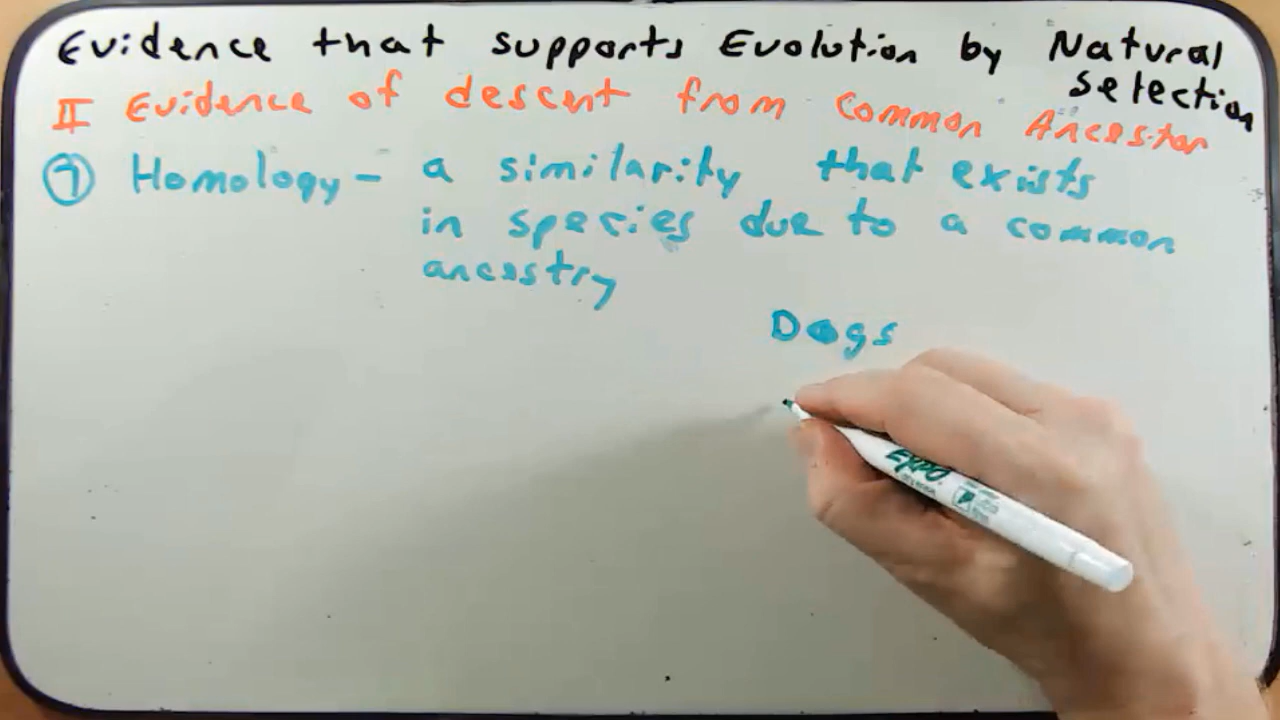 Evidence that supports Evolution by Natural
Selection
II Evidence of descent from Common Ancestor
7 Homology - a similarity that exists
in species due to a common
ancestry
Dogs
EXPO